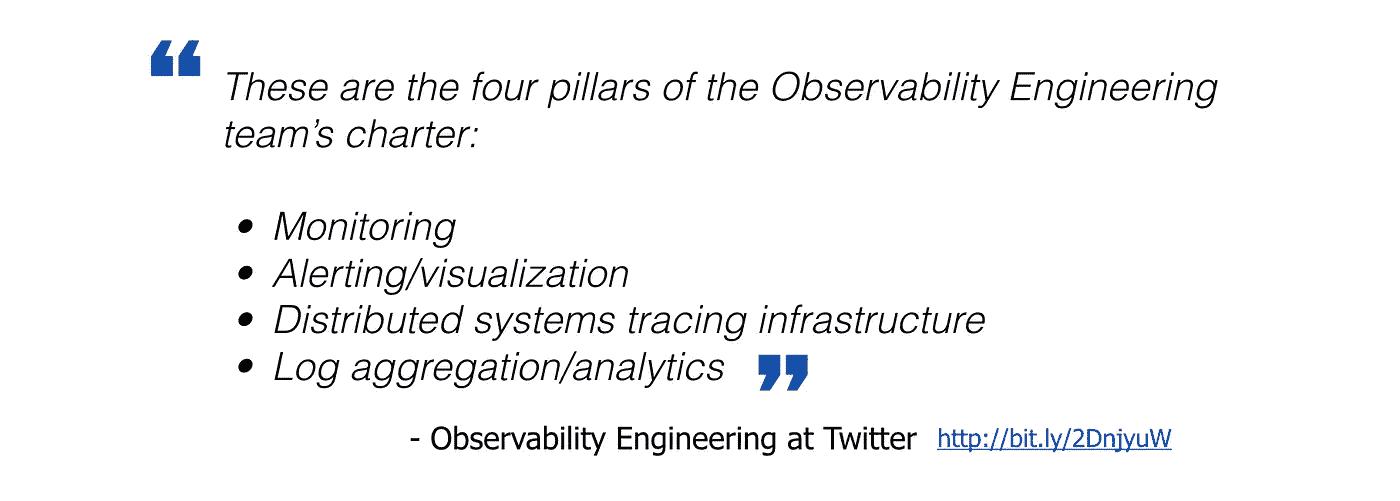 “ These are the four pillars of the Observability Engineering
team’s charter:
• Monitoring
• Alerting/visualization
• Distributed systems tracing infrastructure
• Log aggregation/analytics ”
- Observability Engineering at Twitter http://bit.ly/2DnjyuW